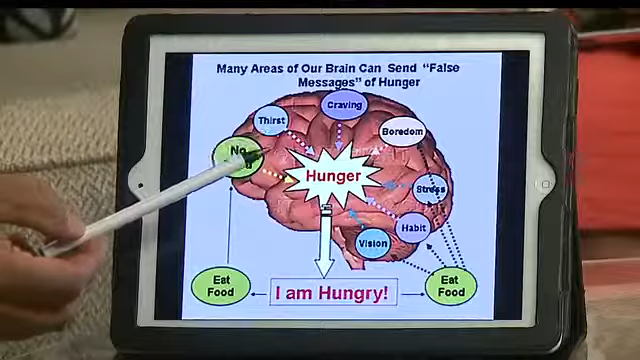 Many Areas of Our Brain Can Send “False
Messages” of Hunger
Craving
Thirst
Boredom
No
Hunger
Stress
Habit
Vision
Eat
Food
I am Hungry!
Eat
Food